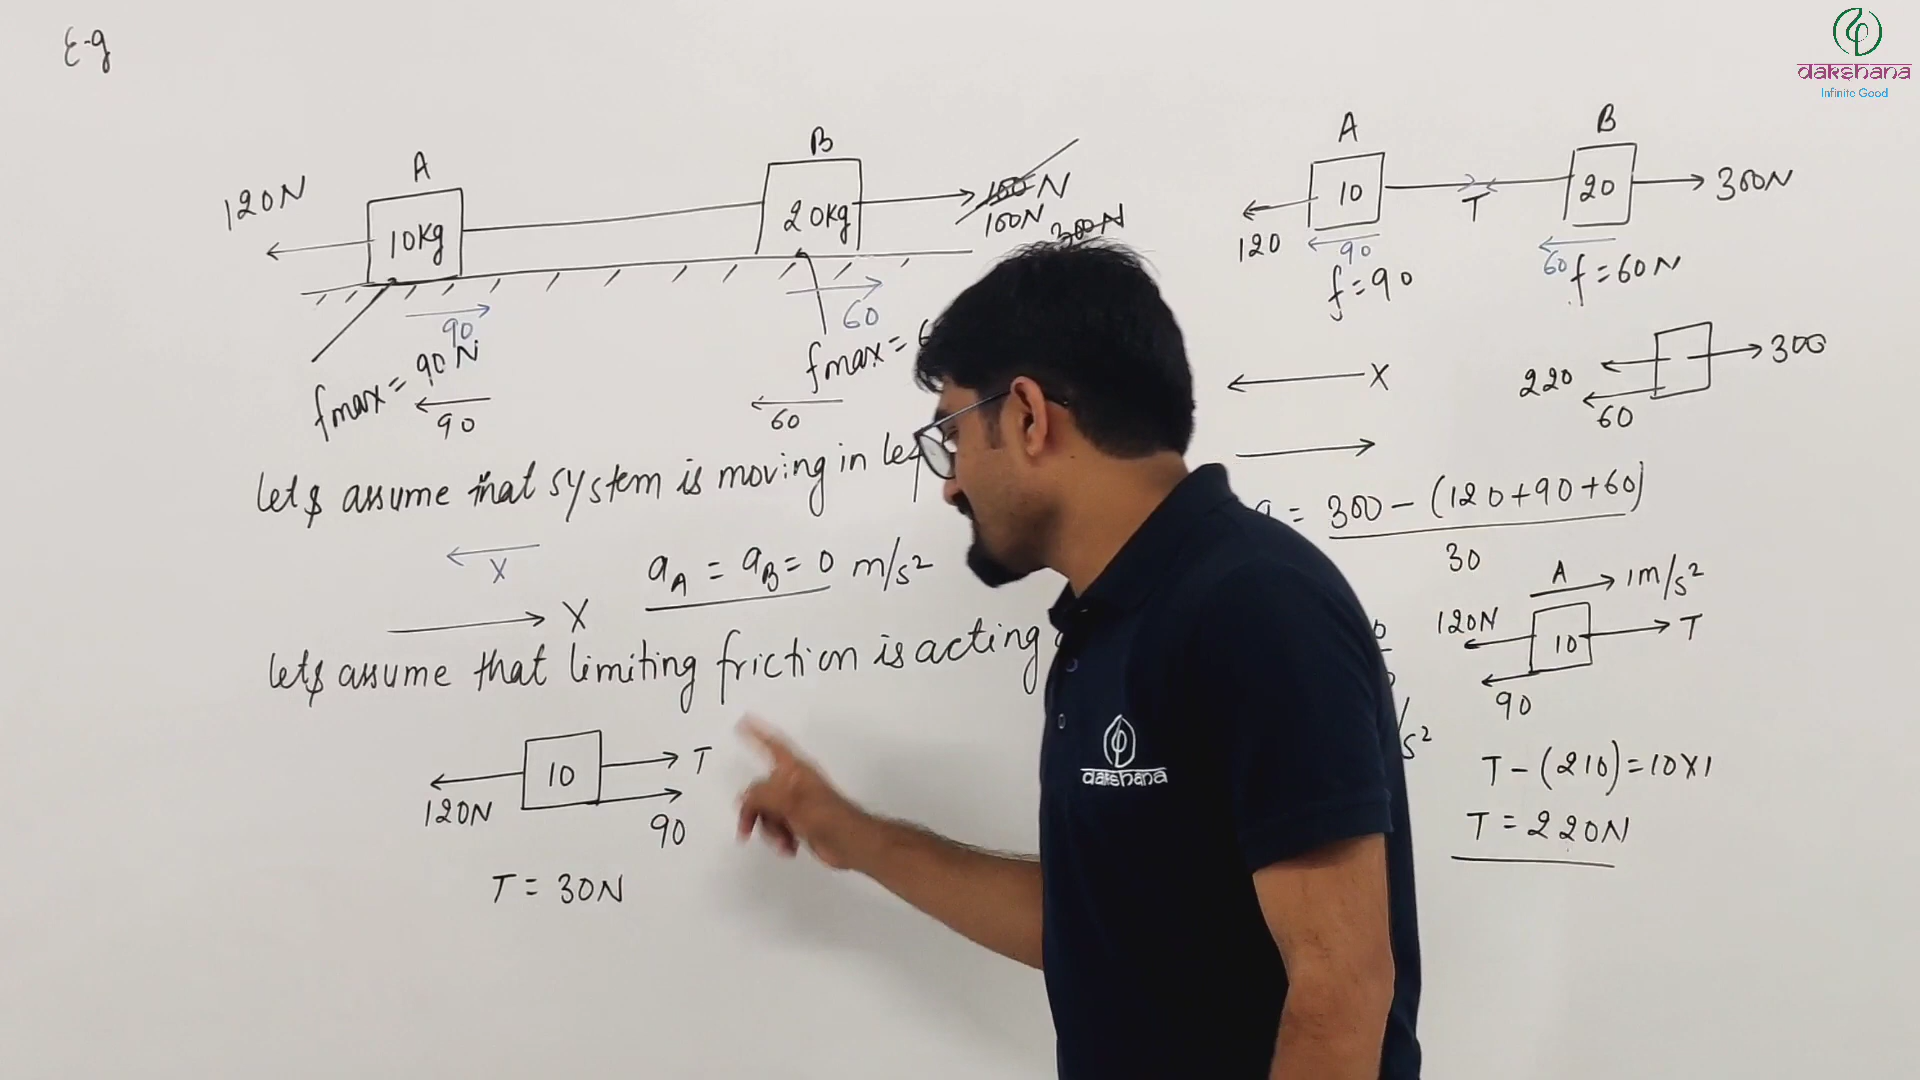 E-g
dakshana
Infinite Good
120N
A
10Kg
B
20Kg
100N
160N
300N
90
fmax = 90N
90
60
fmax =
60
lets assume that system is moving in
X
aA = aB = 0 m/s²
X
lets assume that limiting friction is acting
120N
10
T
90
T = 30N
A
B
10
T
20
300N
120
90
f = 90
60
f = 60N
X
220
300
60
= 300 - (120+90+60)
30
A
1m/s²
120N
10
T
90
/s²
T - (210) = 10X1
T = 220N
dakshana